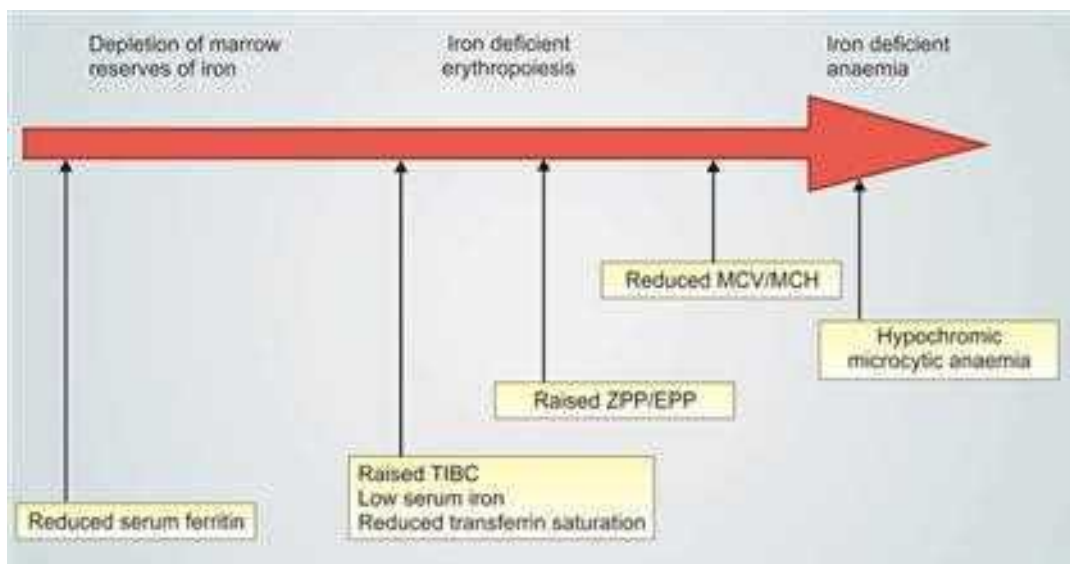 Depletion of marrow
reserves of iron
Iron deficient
erythropoiesis
Iron deficient
anaemia
Reduced MCV/MCH
Hypochromic
microcytic anaemia
Raised ZPP/EPP
Raised TIBC
Low serum iron
Reduced transferrin saturation
Reduced serum ferritin